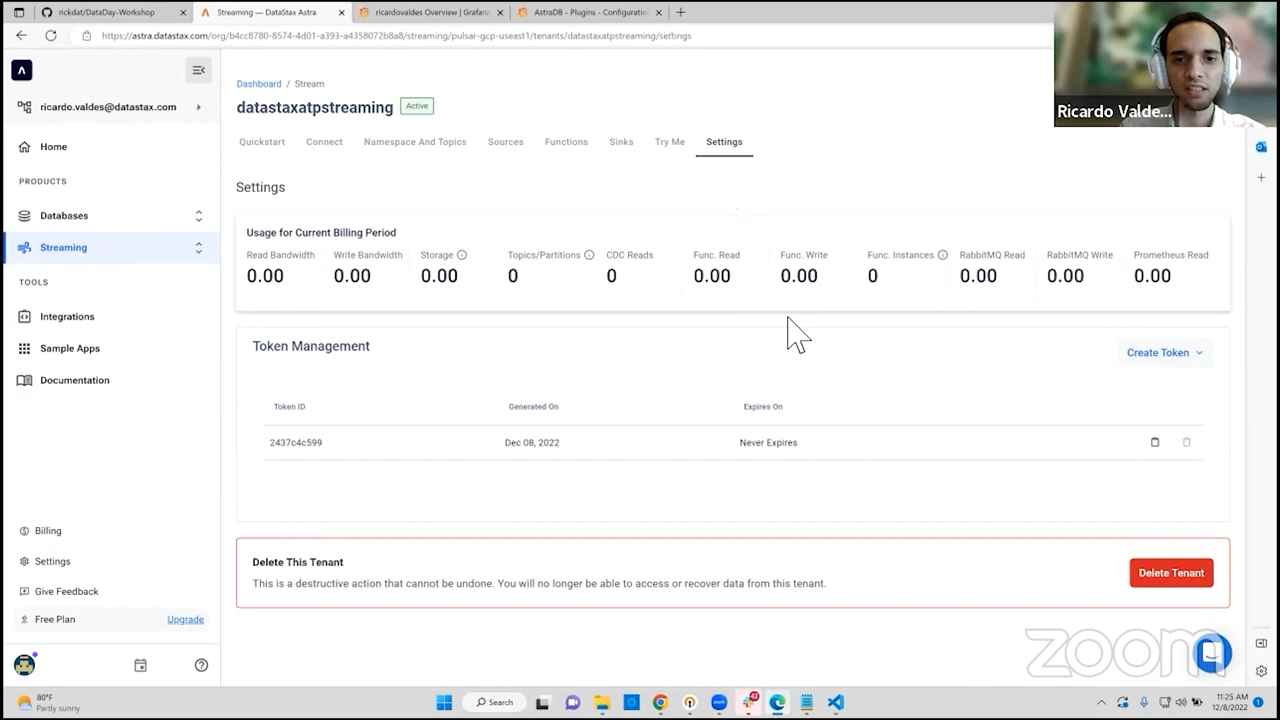 rickdat/DataDay-Workshop
Streaming — DataStax Astra
ricardovaldes Overview | Grafana
AstraDB - Plugins - Configuratio
https://astra.datastax.com/org/b4cc8780-8574-4d01-a393-a4358072b8a8/streaming/pulsar-gcp-useast1/tenants/datastaxatpstreaming/settings
Ricardo Valde...
ricardo.valdes@datastax.com
Home
PRODUCTS
Databases
Streaming
TOOLS
Integrations
Sample Apps
Documentation
Billing
Settings
Give Feedback
Free Plan Upgrade
Dashboard / Stream
datastaxatpstreaming Active
Quickstart Connect Namespace And Topics Sources Functions Sinks Try Me Settings
Settings
Usage for Current Billing Period
Read Bandwidth Write Bandwidth Storage Topics/Partitions CDC Reads Func. Read Func. Write Func. Instances RabbitMQ Read RabbitMQ Write Prometheus Read
0.00 0.00 0.00 0 0 0.00 0.00 0 0.00 0.00 0.00
Token Management
Create Token
Token ID Generated On Expires On
2437c4c599 Dec 08, 2022 Never Expires
Delete This Tenant
This is a destructive action that cannot be undone. You will no longer be able to access or recover data from this tenant.
Delete Tenant
zoom
80°F
Partly sunny
Search
11:25 AM
12/8/2022